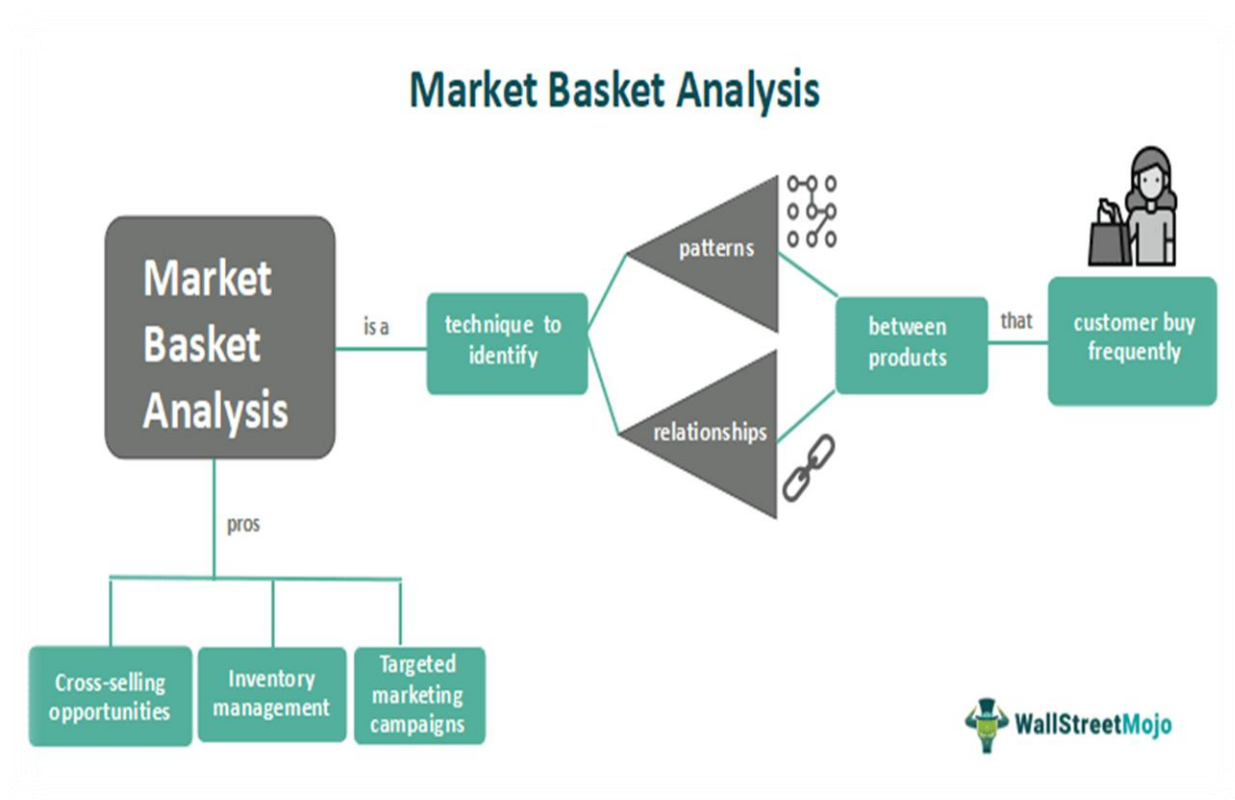 Market Basket Analysis
Market
Basket
Analysis
is a
technique to
identify
patterns
relationships
between
products
that
customer buy
frequently
pros
Cross-selling
opportunities
Inventory
management
Targeted
marketing
campaigns
WallStreetMojo